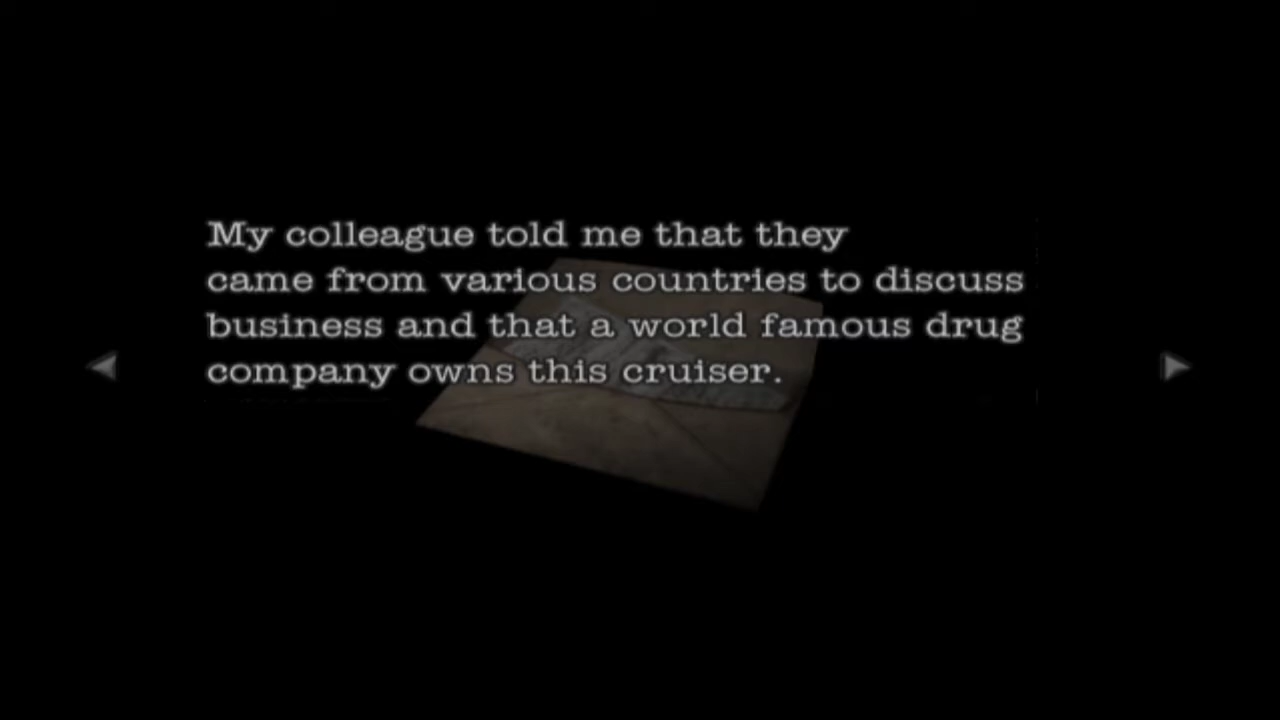 My colleague told me that they
came from various countries to discuss
business and that a world famous drug
company owns this cruiser.